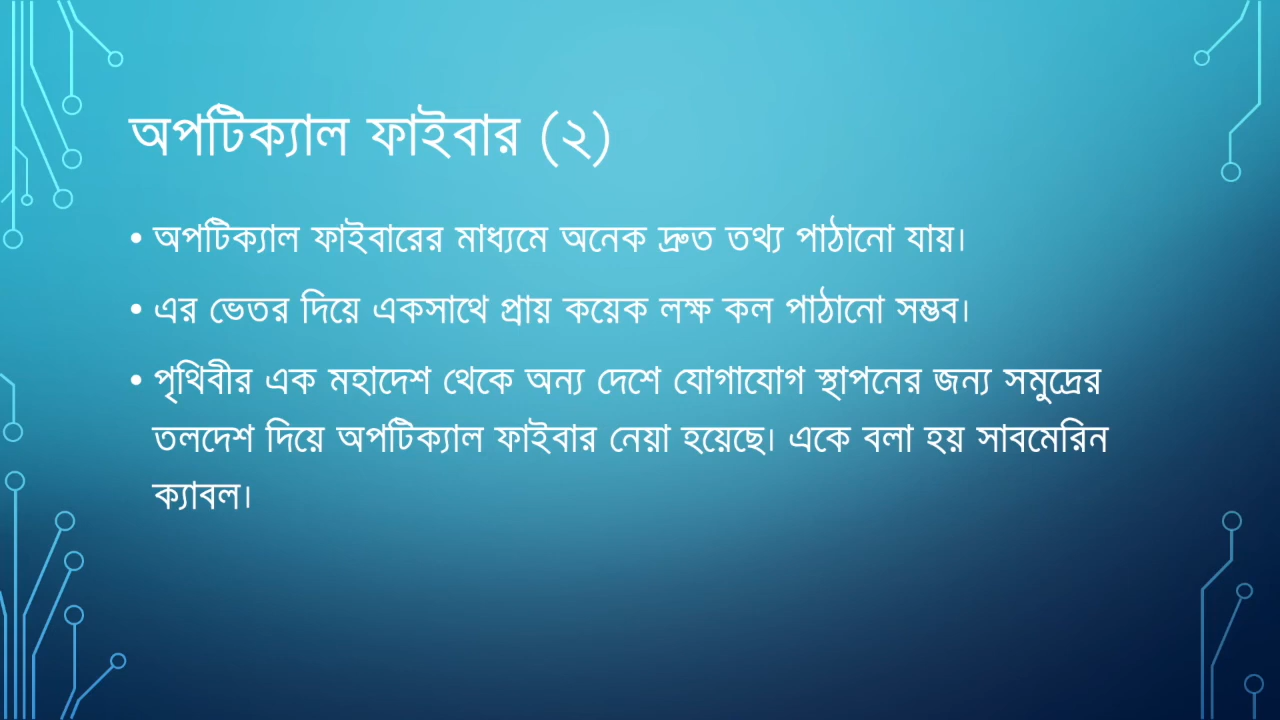 অপটিক্যাল ফাইবার (২)
• অপটিক্যাল ফাইবারের মাধ্যমে অনেক দ্রুত তথ্য পাঠানো যায়।
• এর ভেতর দিয়ে একসাথে প্রায় কয়েক লক্ষ কল পাঠানো সম্ভব।
• পৃথিবীর এক মহাদেশ থেকে অন্য দেশে যোগাযোগ স্থাপনের জন্য সমুদ্রের
তলদেশ দিয়ে অপটিক্যাল ফাইবার নেয়া হয়েছে। একে বলা হয় সাবমেরিন
ক্যাবল।